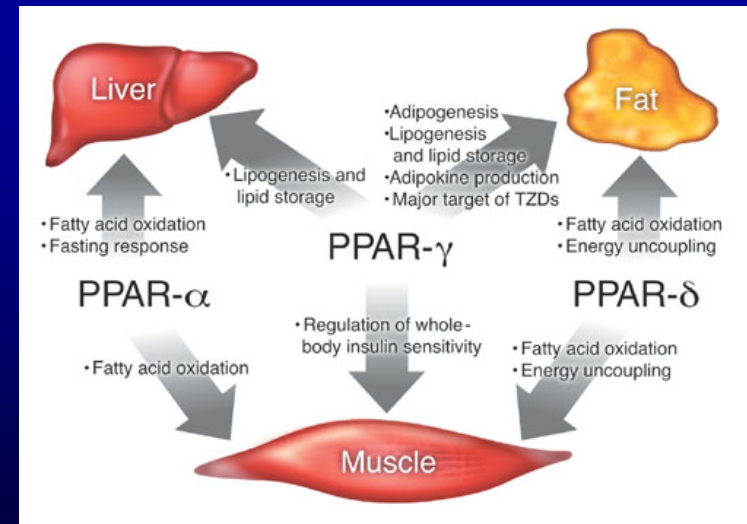 Liver
Fat
•Adipogenesis
•Lipogenesis
and lipid storage
•Adipokine production
•Major target of TZDs
•Lipogenesis and
lipid storage
•Fatty acid oxidation
•Fasting response
•Fatty acid oxidation
•Energy uncoupling
PPAR-γ
PPAR-α
PPAR-δ
•Regulation of whole-
body insulin sensitivity
•Fatty acid oxidation
•Fatty acid oxidation
•Energy uncoupling
Muscle